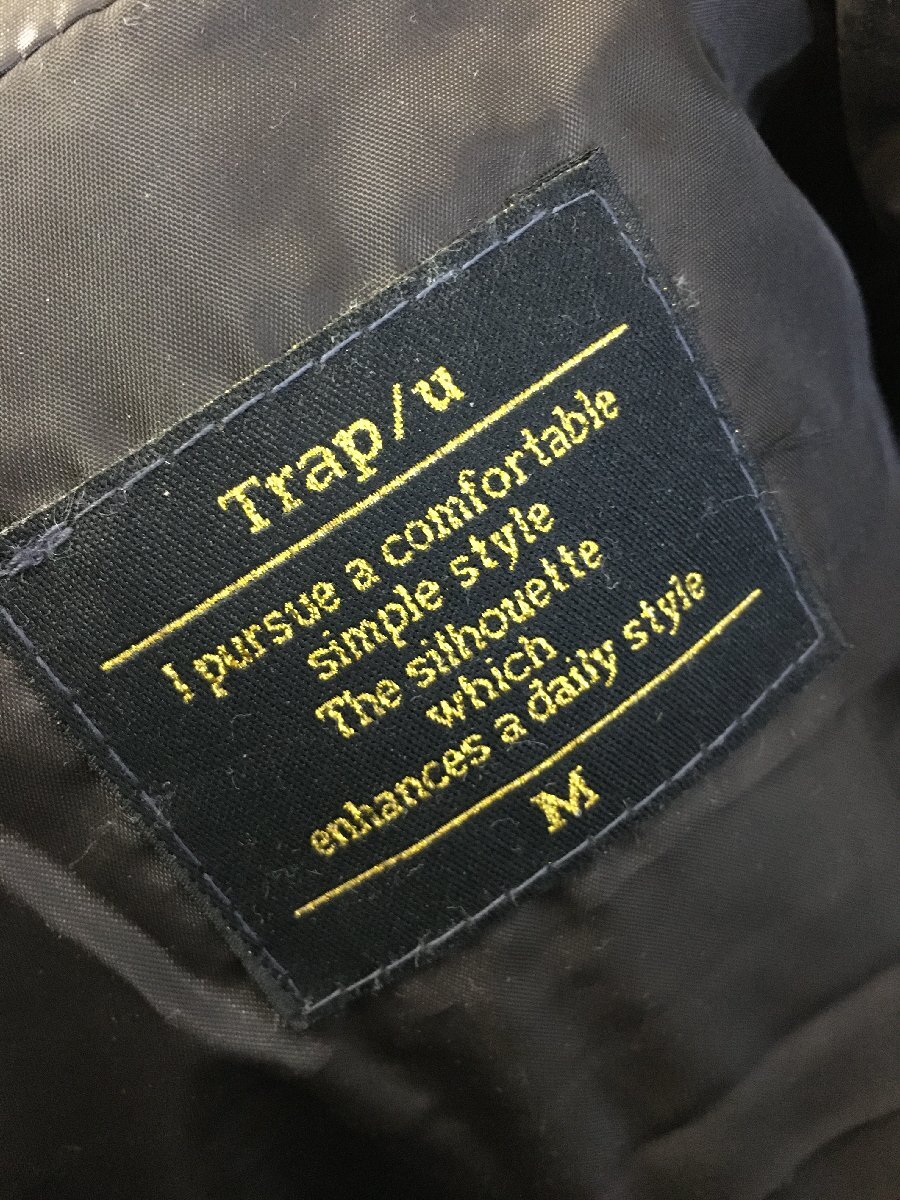 Trap/u
I pursue a comfortable
simple style
The silhouette
which
enhances a daily style
M